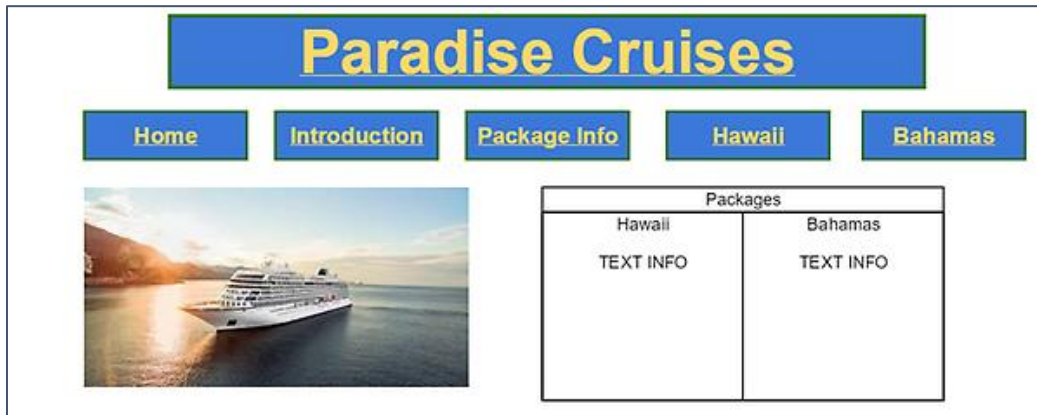 Paradise Cruises
Home Introduction Package Info Hawaii Bahamas
Packages
Hawaii Bahamas
TEXT INFO TEXT INFO